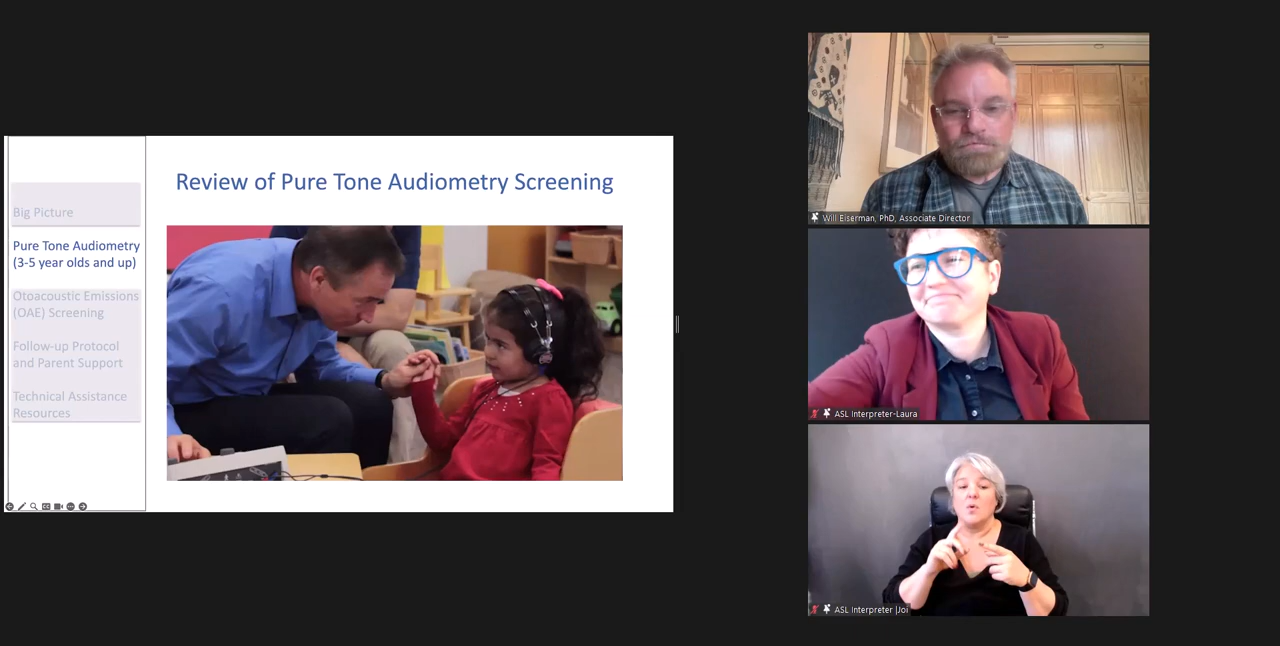 Review of Pure Tone Audiometry Screening
Big Picture
Pure Tone Audiometry
(3-5 year olds and up)
Otoacoustic Emissions
(OAE) Screening
Follow-up Protocol
and Parent Support
Technical Assistance
Resources
Will Eiserman, PhD, Associate Director
ASL Interpreter-Laura
ASL Interpreter |Joi